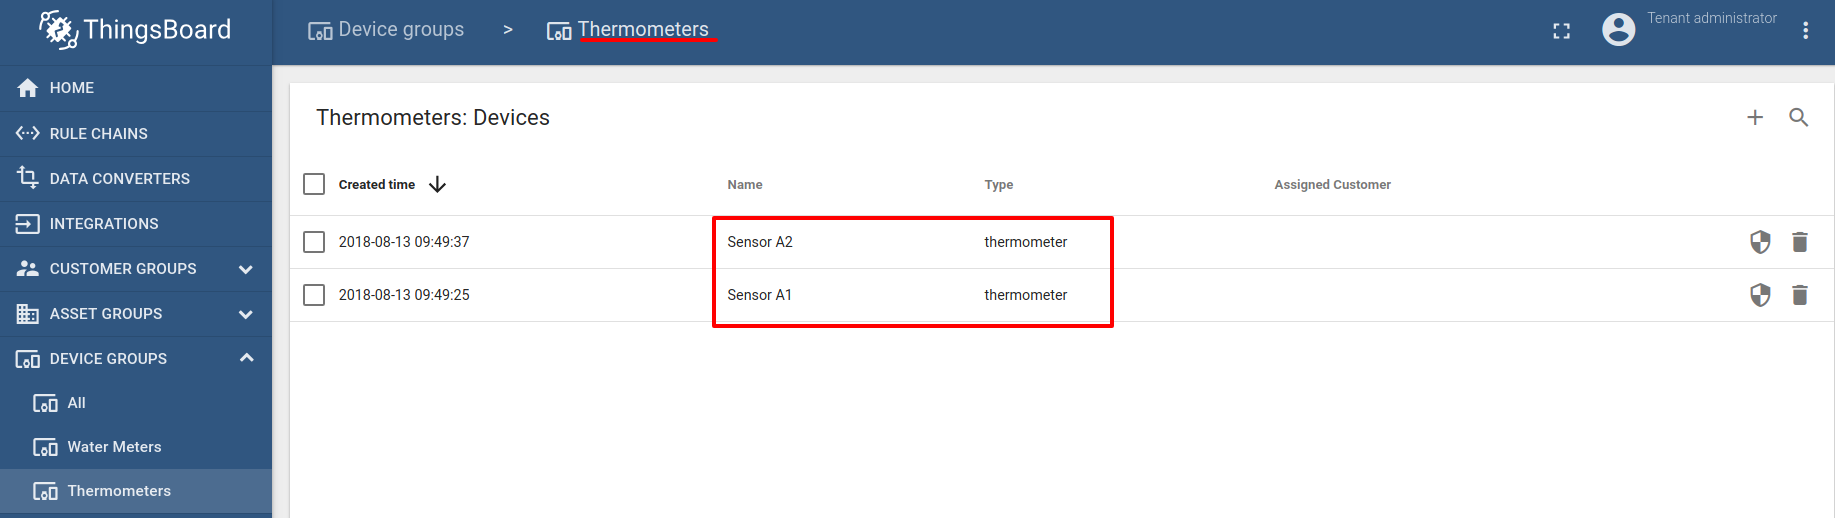 ThingsBoard
Device groups > Thermometers
Tenant administrator
HOME
RULE CHAINS
DATA CONVERTERS
INTEGRATIONS
CUSTOMER GROUPS
ASSET GROUPS
DEVICE GROUPS
All
Water Meters
Thermometers
Thermometers: Devices
Created time Name Type Assigned Customer
2018-08-13 09:49:37 Sensor A2 thermometer
2018-08-13 09:49:25 Sensor A1 thermometer